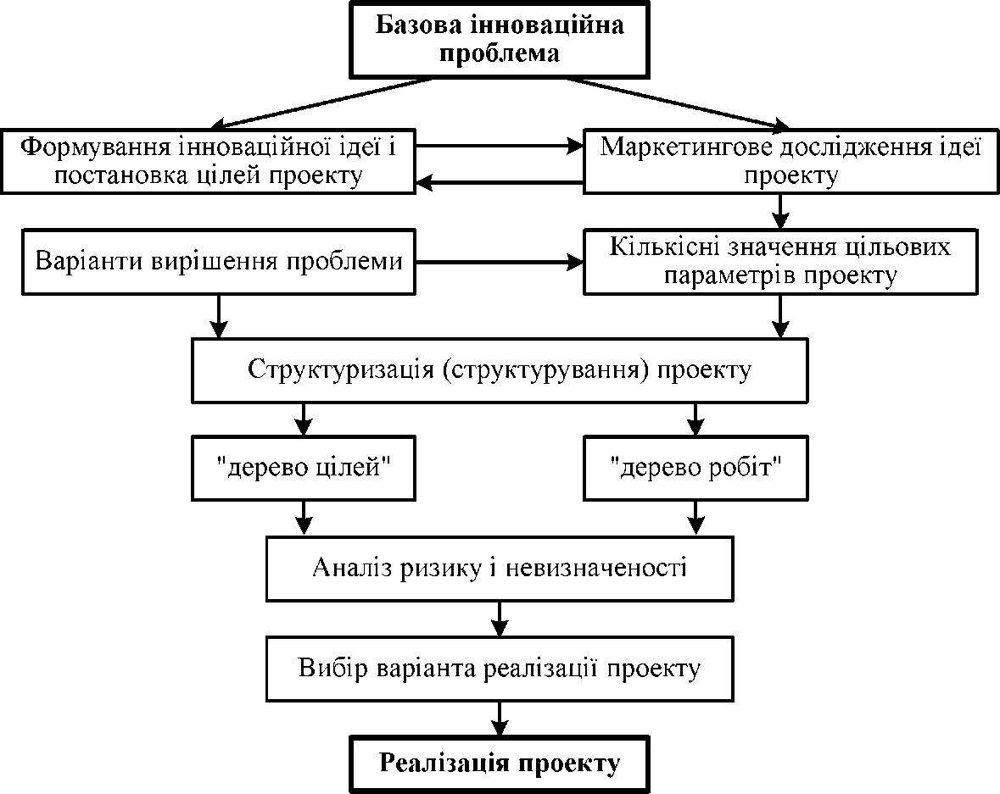 Базова інноваційна
проблема
Формування інноваційної ідеї і
постановка цілей проекту
Маркетингове дослідження ідеї
проекту
Варіанти вирішення проблеми
Кількісні значення цільових
параметрів проекту
Структуризація (структурування) проекту
"дерево цілей"
"дерево робіт"
Аналіз ризику і невизначеності
Вибір варіанта реалізації проекту
Реалізація проекту